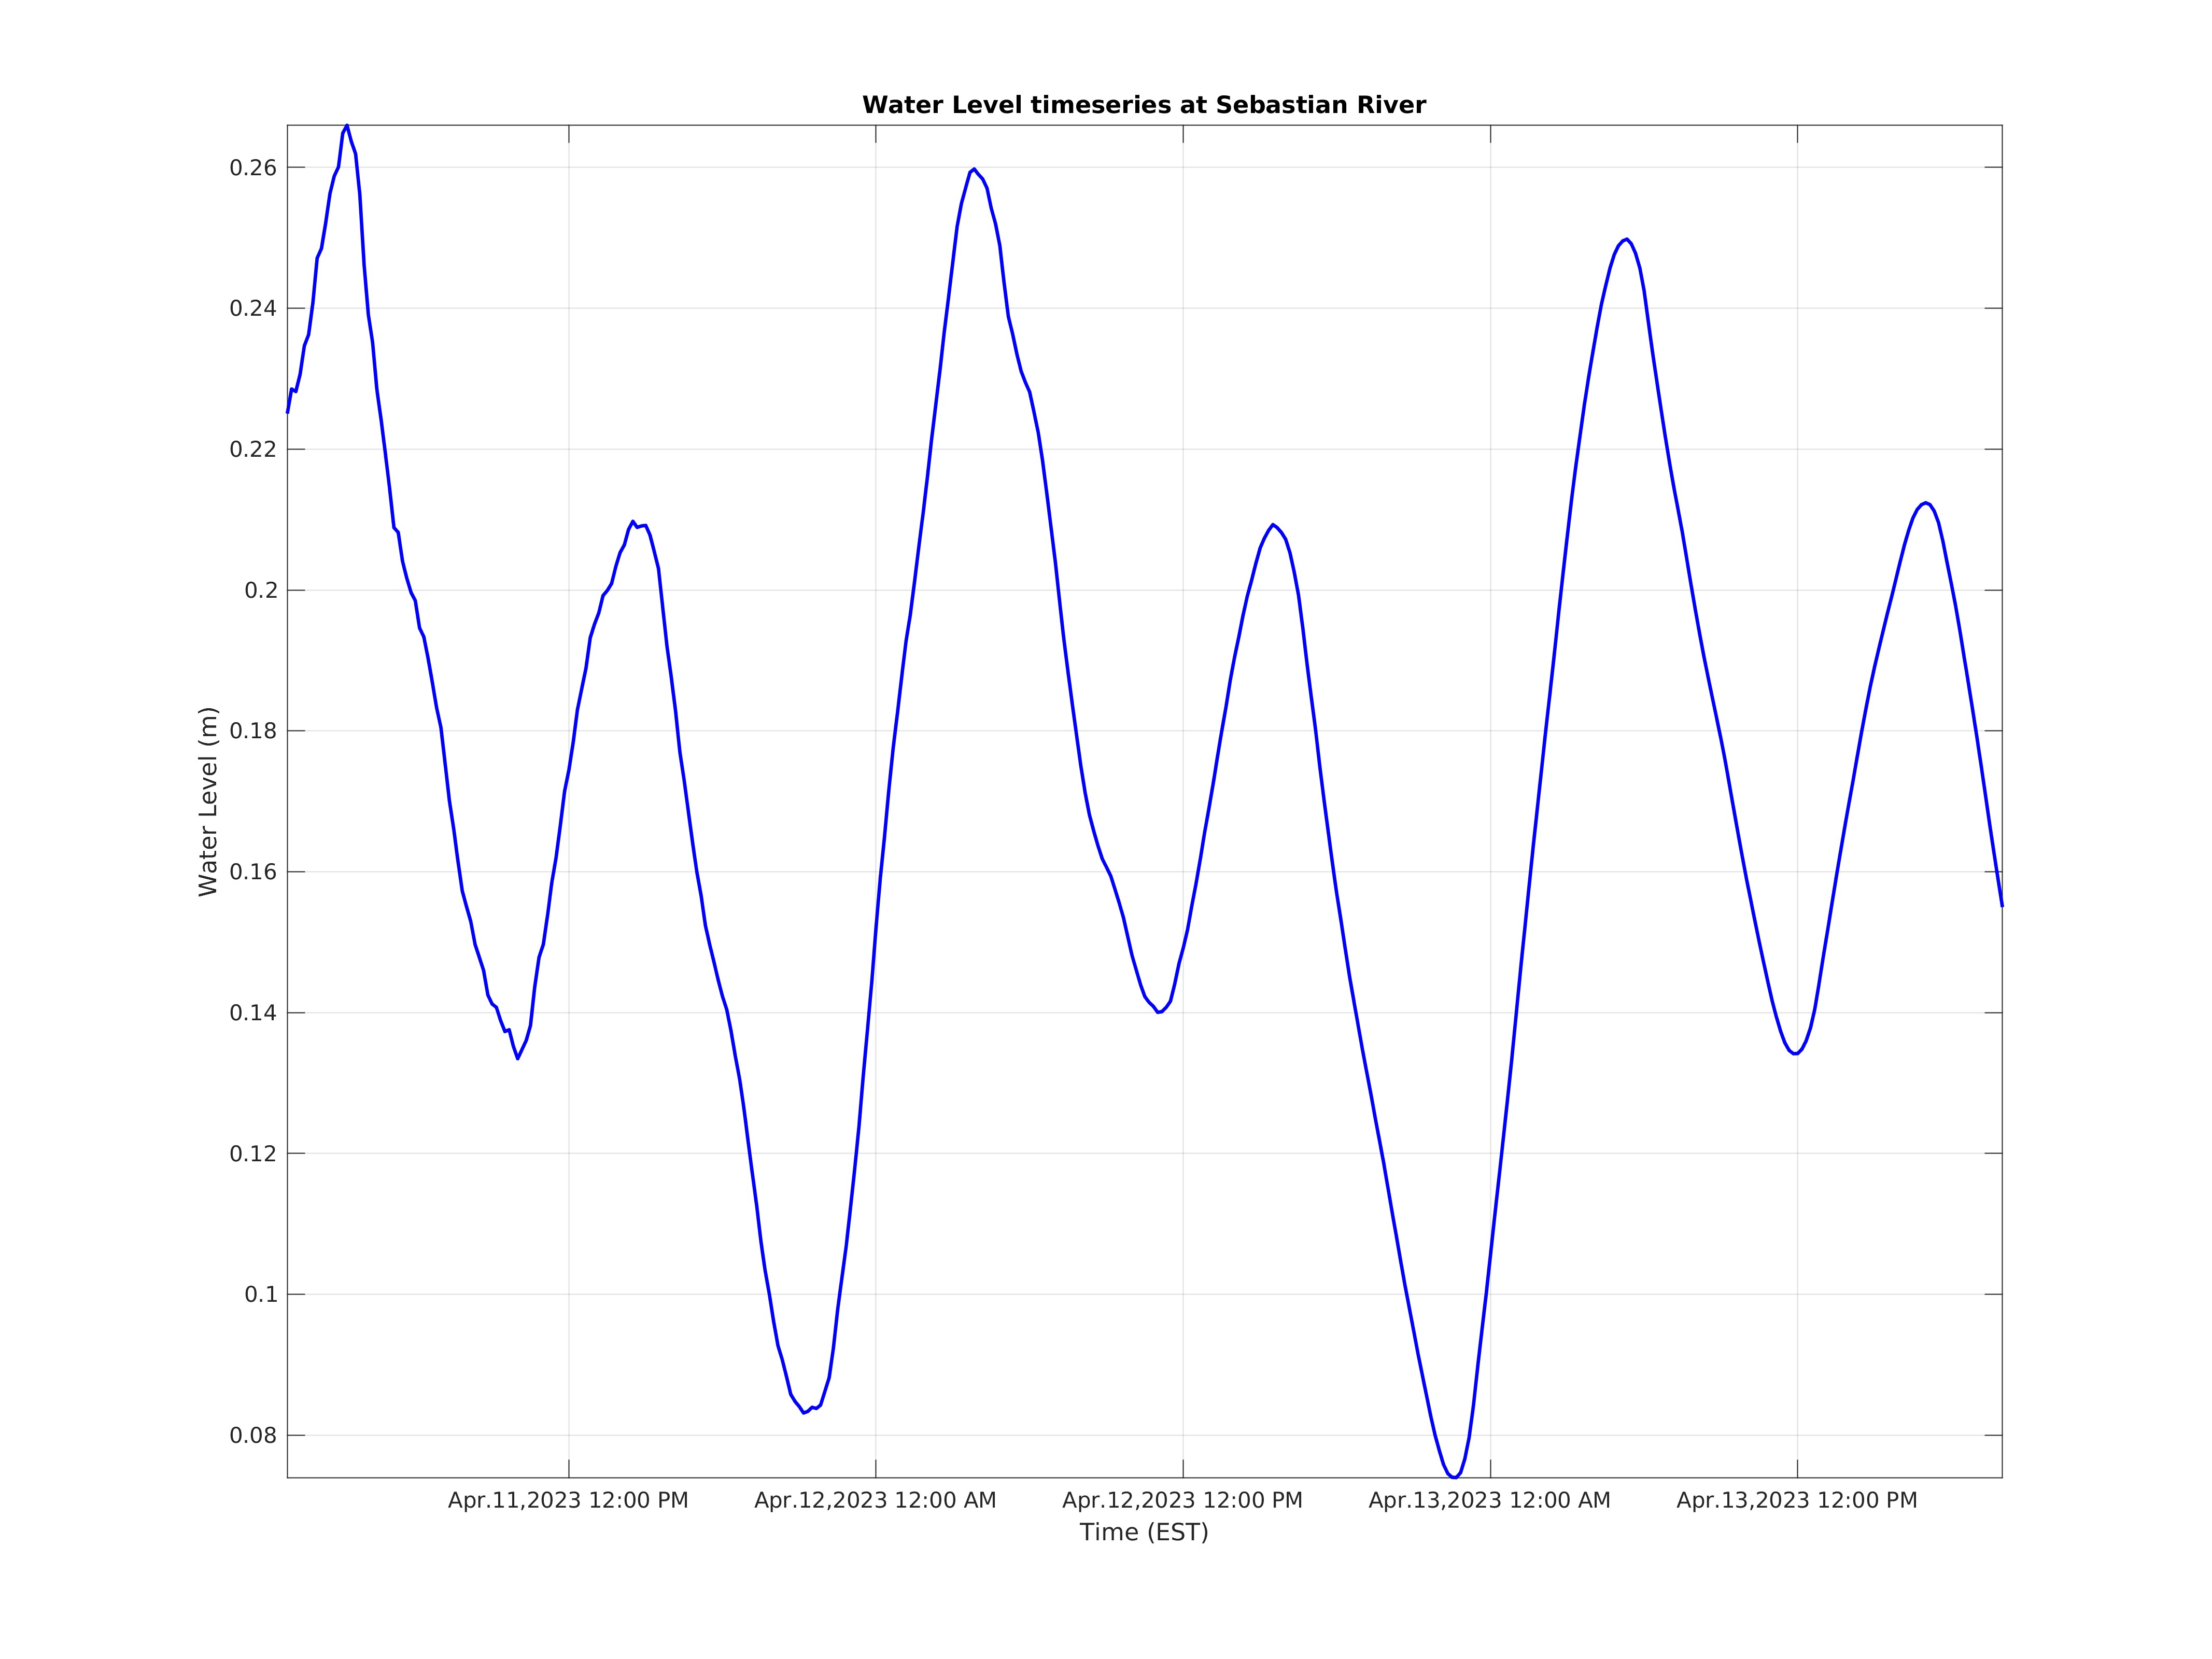 Water Level timeseries at Sebastian River
0.26
0.24
0.22
0.2
0.18
0.16
0.14
0.12
0.1
0.08
Water Level (m)
Apr.11,2023 12:00 PM
Apr.12,2023 12:00 AM
Apr.12,2023 12:00 PM
Apr.13,2023 12:00 AM
Apr.13,2023 12:00 PM
Time (EST)